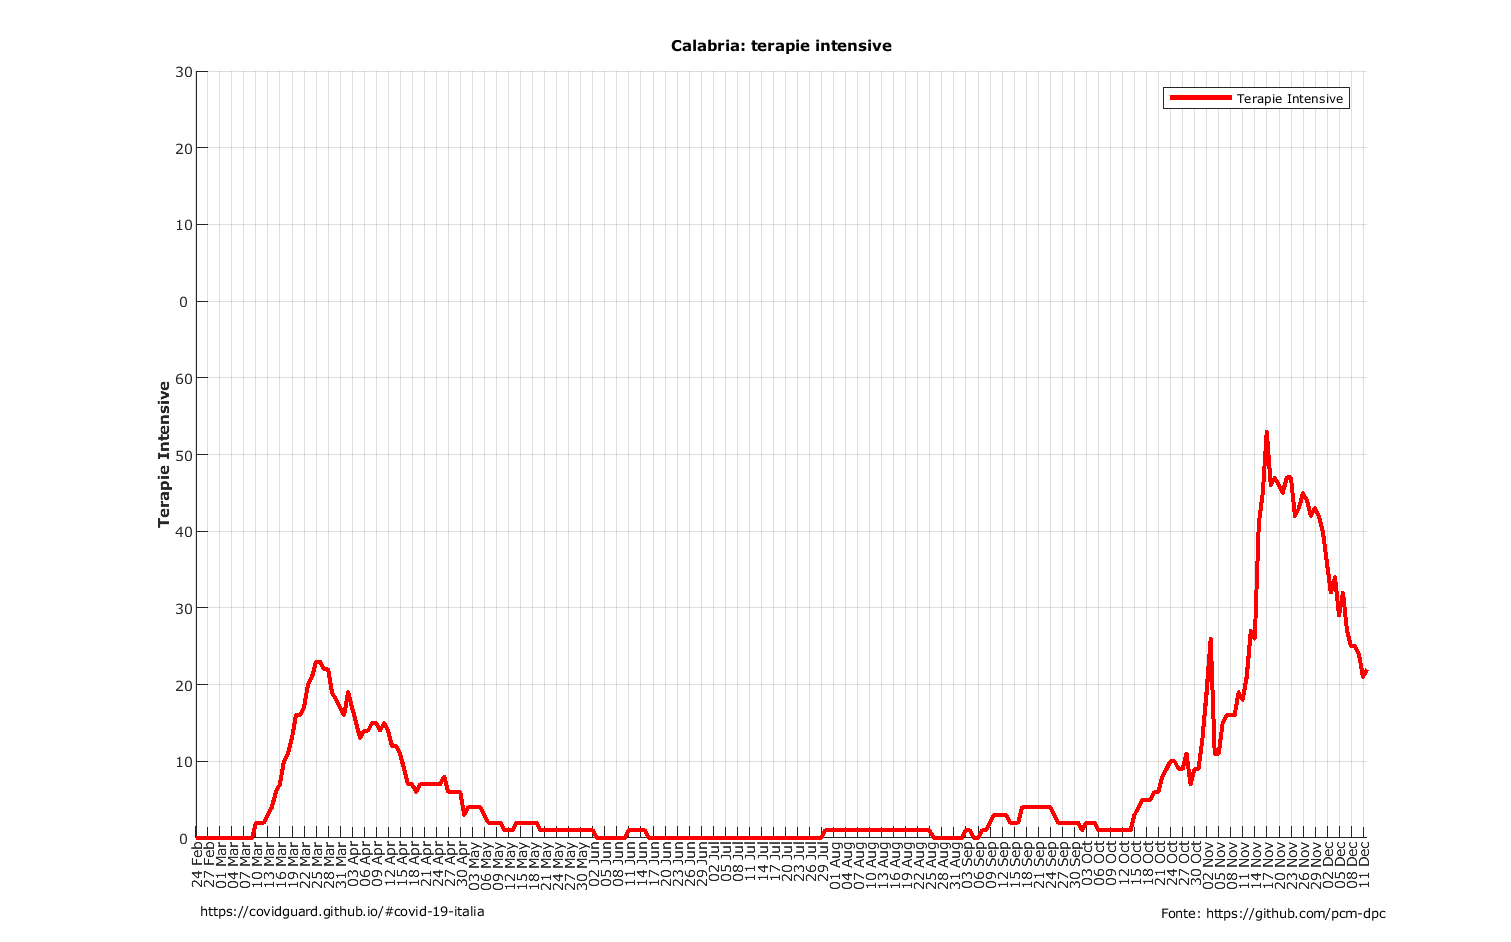 Calabria: terapie intensive
Terapie Intensive
30
20
10
0
60
50
40
30
20
10
0
Terapie Intensive
24 Feb
27 Feb
01 Mar
04 Mar
07 Mar
10 Mar
13 Mar
16 Mar
19 Mar
22 Mar
25 Mar
28 Mar
31 Mar
03 Apr
06 Apr
09 Apr
12 Apr
15 Apr
18 Apr
21 Apr
24 Apr
27 Apr
30 Apr
03 May
06 May
09 May
12 May
15 May
18 May
21 May
24 May
27 May
30 May
02 Jun
05 Jun
08 Jun
11 Jun
14 Jun
17 Jun
20 Jun
23 Jun
26 Jun
29 Jun
02 Jul
05 Jul
08 Jul
11 Jul
14 Jul
17 Jul
20 Jul
23 Jul
26 Jul
29 Jul
01 Aug
04 Aug
07 Aug
10 Aug
13 Aug
16 Aug
19 Aug
22 Aug
25 Aug
28 Aug
31 Aug
03 Sep
06 Sep
09 Sep
12 Sep
15 Sep
18 Sep
21 Sep
24 Sep
27 Sep
30 Sep
03 Oct
06 Oct
09 Oct
12 Oct
15 Oct
18 Oct
21 Oct
24 Oct
27 Oct
30 Oct
02 Nov
05 Nov
08 Nov
11 Nov
14 Nov
17 Nov
20 Nov
23 Nov
26 Nov
29 Nov
02 Dec
05 Dec
08 Dec
11 Dec
https://covidguard.github.io/#covid-19-italia
Fonte: https://github.com/pcm-dpc